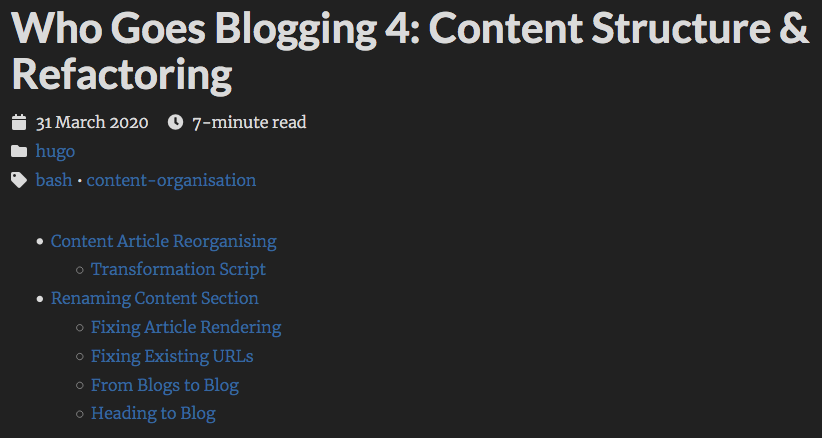 Who Goes Blogging 4: Content Structure &
Refactoring
31 March 2020 7-minute read
hugo
bash • content-organisation
Content Article Reorganising
Transformation Script
Renaming Content Section
Fixing Article Rendering
Fixing Existing URLs
From Blogs to Blog
Heading to Blog